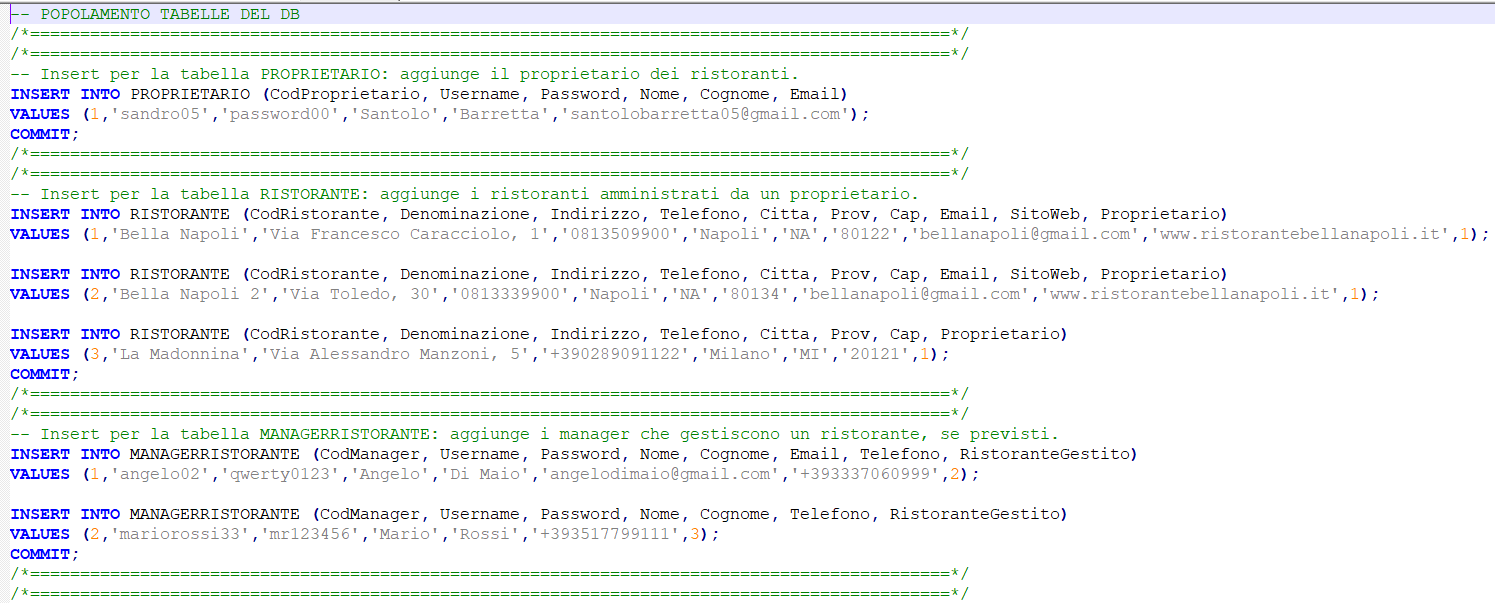 -- POPOLAMENTO TABELLE DEL DB
/*============================================================================================*/
/*============================================================================================*/
-- Insert per la tabella PROPRIETARIO: aggiunge il proprietario dei ristoranti.
INSERT INTO PROPRIETARIO (CodProprietario, Username, Password, Nome, Cognome, Email)
VALUES (1,'sandro05','password00','Santolo','Barretta','santolobarretta05@gmail.com');
COMMIT;
/*============================================================================================*/
/*============================================================================================*/
-- Insert per la tabella RISTORANTE: aggiunge i ristoranti amministrati da un proprietario.
INSERT INTO RISTORANTE (CodRistorante, Denominazione, Indirizzo, Telefono, Citta, Prov, Cap, Email, SitoWeb, Proprietario)
VALUES (1,'Bella Napoli','Via Francesco Caracciolo, 1','0813509900','Napoli','NA','80122','bellanapoli@gmail.com','www.ristorantebellanapoli.it',1);
INSERT INTO RISTORANTE (CodRistorante, Denominazione, Indirizzo, Telefono, Citta, Prov, Cap, Email, SitoWeb, Proprietario)
VALUES (2,'Bella Napoli 2','Via Toledo, 30','0813339900','Napoli','NA','80134','bellanapoli@gmail.com','www.ristorantebellanapoli.it',1);
INSERT INTO RISTORANTE (CodRistorante, Denominazione, Indirizzo, Telefono, Citta, Prov, Cap, Proprietario)
VALUES (3,'La Madonnina','Via Alessandro Manzoni, 5','+390289091122','Milano','MI','20121',1);
COMMIT;
/*============================================================================================*/
/*============================================================================================*/
-- Insert per la tabella MANAGERRISTORANTE: aggiunge i manager che gestiscono un ristorante, se previsti.
INSERT INTO MANAGERRISTORANTE (CodManager, Username, Password, Nome, Cognome, Email, Telefono, RistoranteGestito)
VALUES (1,'angelo02','qwerty0123','Angelo','Di Maio','angelodimaio@gmail.com','+393337060999',2);
INSERT INTO MANAGERRISTORANTE (CodManager, Username, Password, Nome, Cognome, Telefono, RistoranteGestito)
VALUES (2,'mariorossi33','mr123456','Mario','Rossi','+393517799111',3);
COMMIT;
/*============================================================================================*/
/*============================================================================================*/